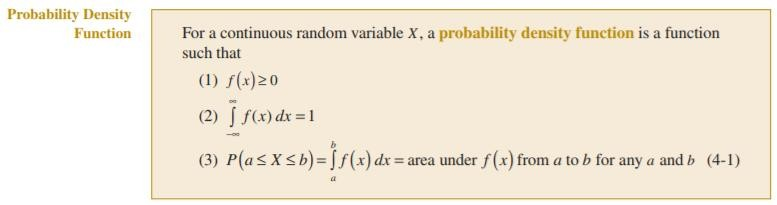 Probability Density
Function
For a continuous random variable X, a probability density function is a function
such that
(1) f(x) ≥ 0
(2) ∫_{-∞}^{∞} f(x) dx = 1
(3) P(a ≤ X ≤ b) = ∫_a^b f(x) dx = area under f(x) from a to b for any a and b (4-1)